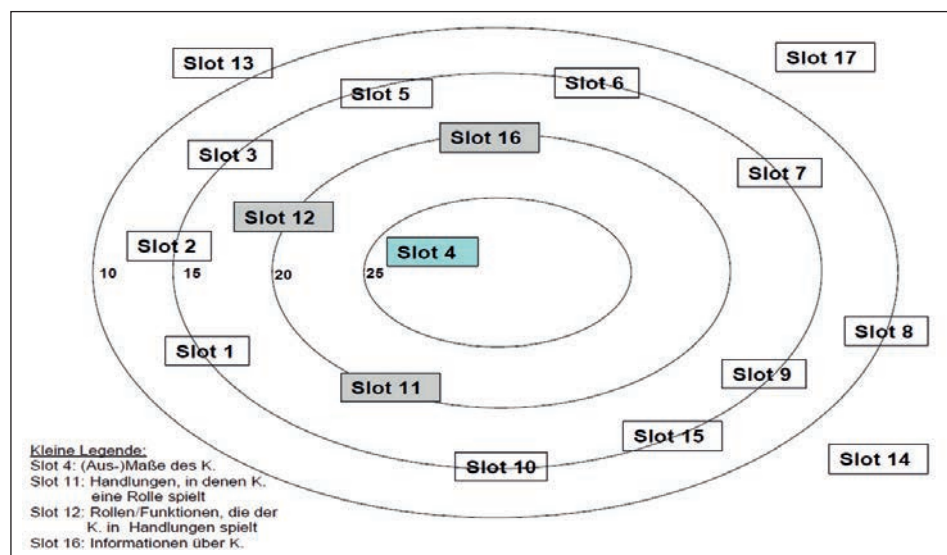 Slot 13
Slot 17
Slot 5
Slot 6
Slot 16
Slot 3
Slot 7
Slot 12
Slot 2
Slot 4
10
15
20
25
Slot 8
Slot 1
Slot 9
Slot 11
Slot 15
Slot 14
Slot 10
Kleine Legende:
Slot 4: (Aus-)Maße des K.
Slot 11: Handlungen, in denen K.
eine Rolle spielt
Slot 12: Rollen/Funktionen, die der
K. in Handlungen spielt
Slot 16: Informationen über K.